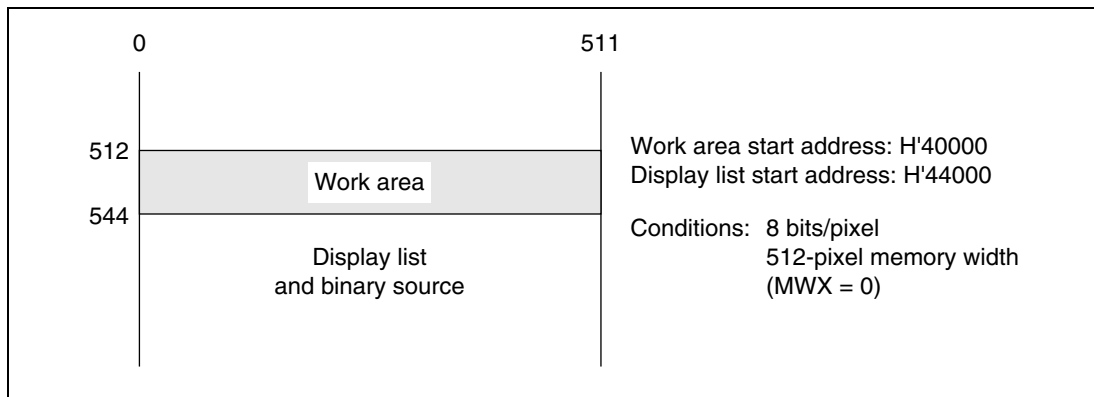 0 511
512
Work area
544
Display list
and binary source
Work area start address: H'40000
Display list start address: H'44000
Conditions: 8 bits/pixel
512-pixel memory width
(MWX = 0)